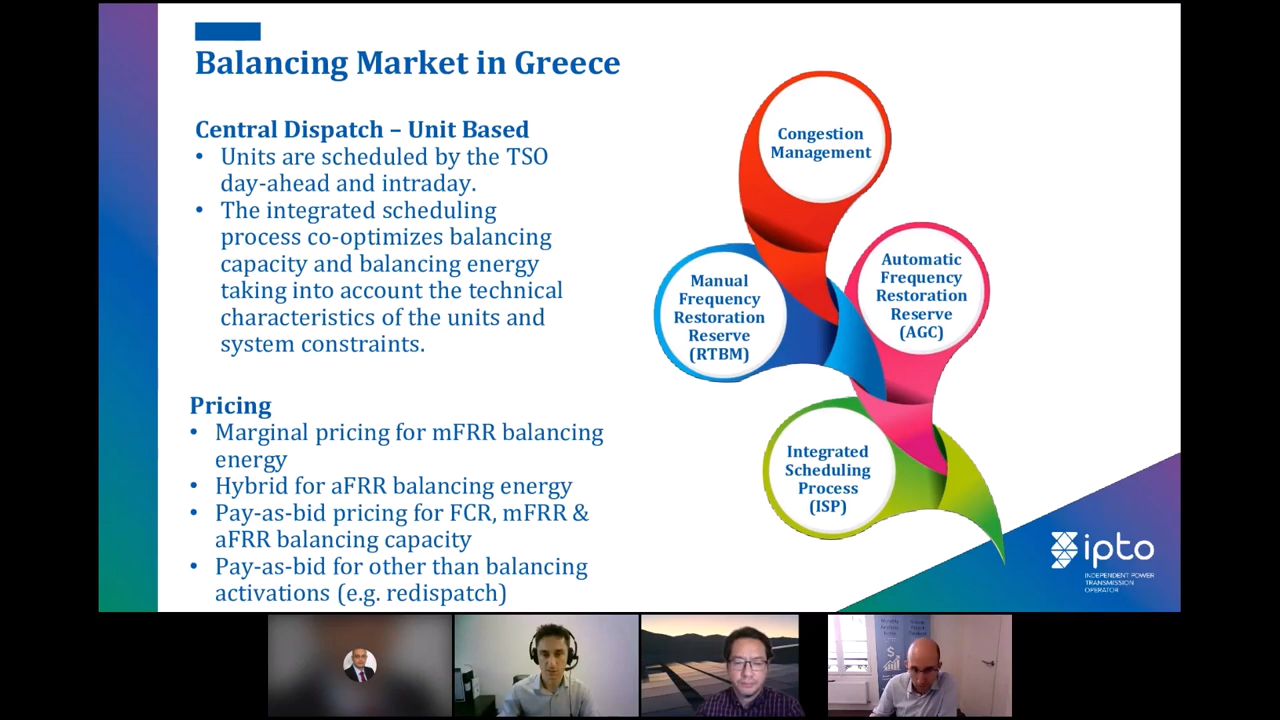 Balancing Market in Greece
Central Dispatch – Unit Based
• Units are scheduled by the TSO
day-ahead and intraday.
• The integrated scheduling
process co-optimizes balancing
capacity and balancing energy
taking into account the technical
characteristics of the units and
system constraints.
Pricing
• Marginal pricing for mFRR balancing
energy
• Hybrid for aFRR balancing energy
• Pay-as-bid pricing for FCR, mFRR &
aFRR balancing capacity
• Pay-as-bid for other than balancing
activations (e.g. redispatch)
Congestion
Management
Manual
Frequency
Restoration
Reserve
(RTBM)
Automatic
Frequency
Restoration
Reserve
(AGC)
Integrated
Scheduling
Process
(ISP)
ipto
INDEPENDENT POWER
TRANSMISSION
OPERATOR